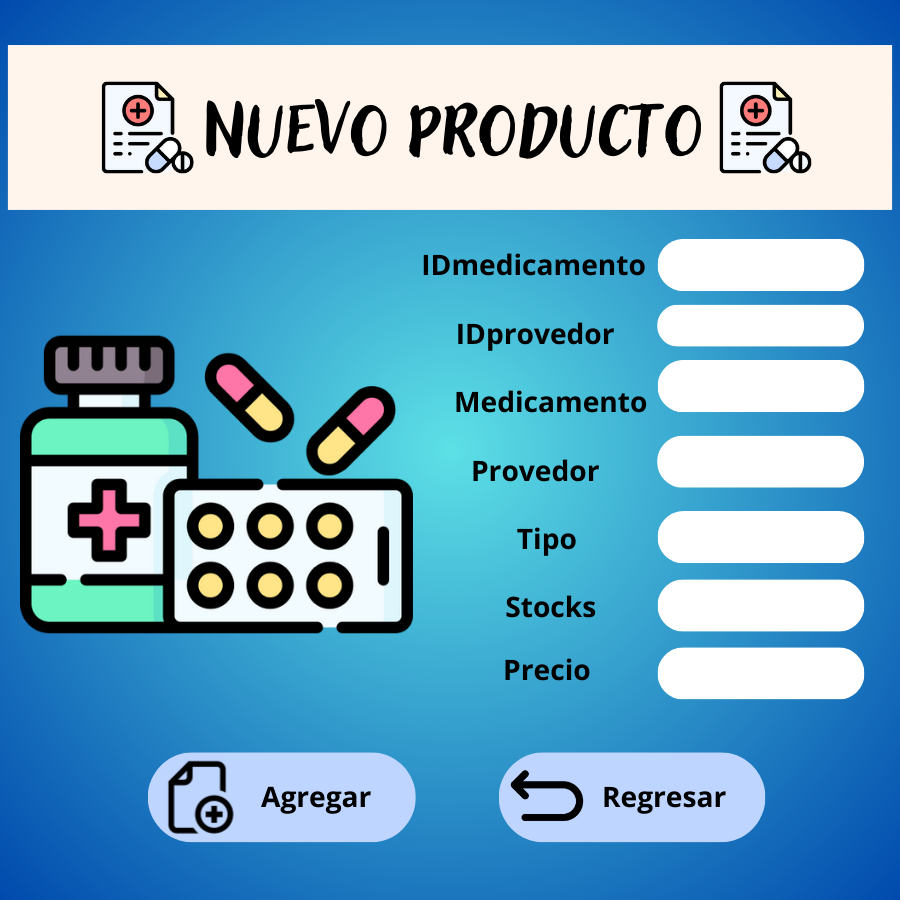 NUEVO PRODUCTO
IDmedicamento
IDprovedor
Medicamento
Provedor
Tipo
Stocks
Precio
Agregar
Regresar